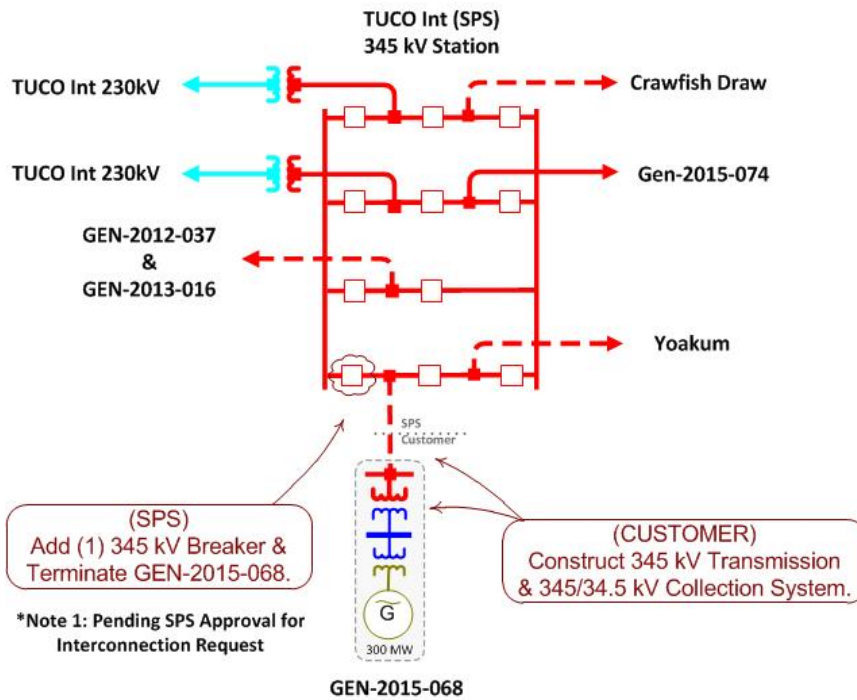 TUCO Int (SPS)
345 kV Station
TUCO Int 230kV
Crawfish Draw
TUCO Int 230kV
Gen-2015-074
GEN-2012-037
&
GEN-2013-016
Yoakum
SPS
Customer
(SPS)
Add (1) 345 kV Breaker &
Terminate GEN-2015-068.
(CUSTOMER)
Construct 345 kV Transmission
& 345/34.5 kV Collection System.
*Note 1: Pending SPS Approval for
Interconnection Request
G
300 MW
GEN-2015-068